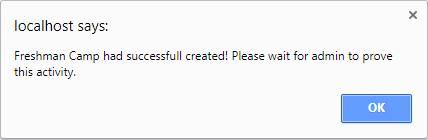 localhost says:
Freshman Camp had successfull created! Please wait for admin to prove
this activity.
OK